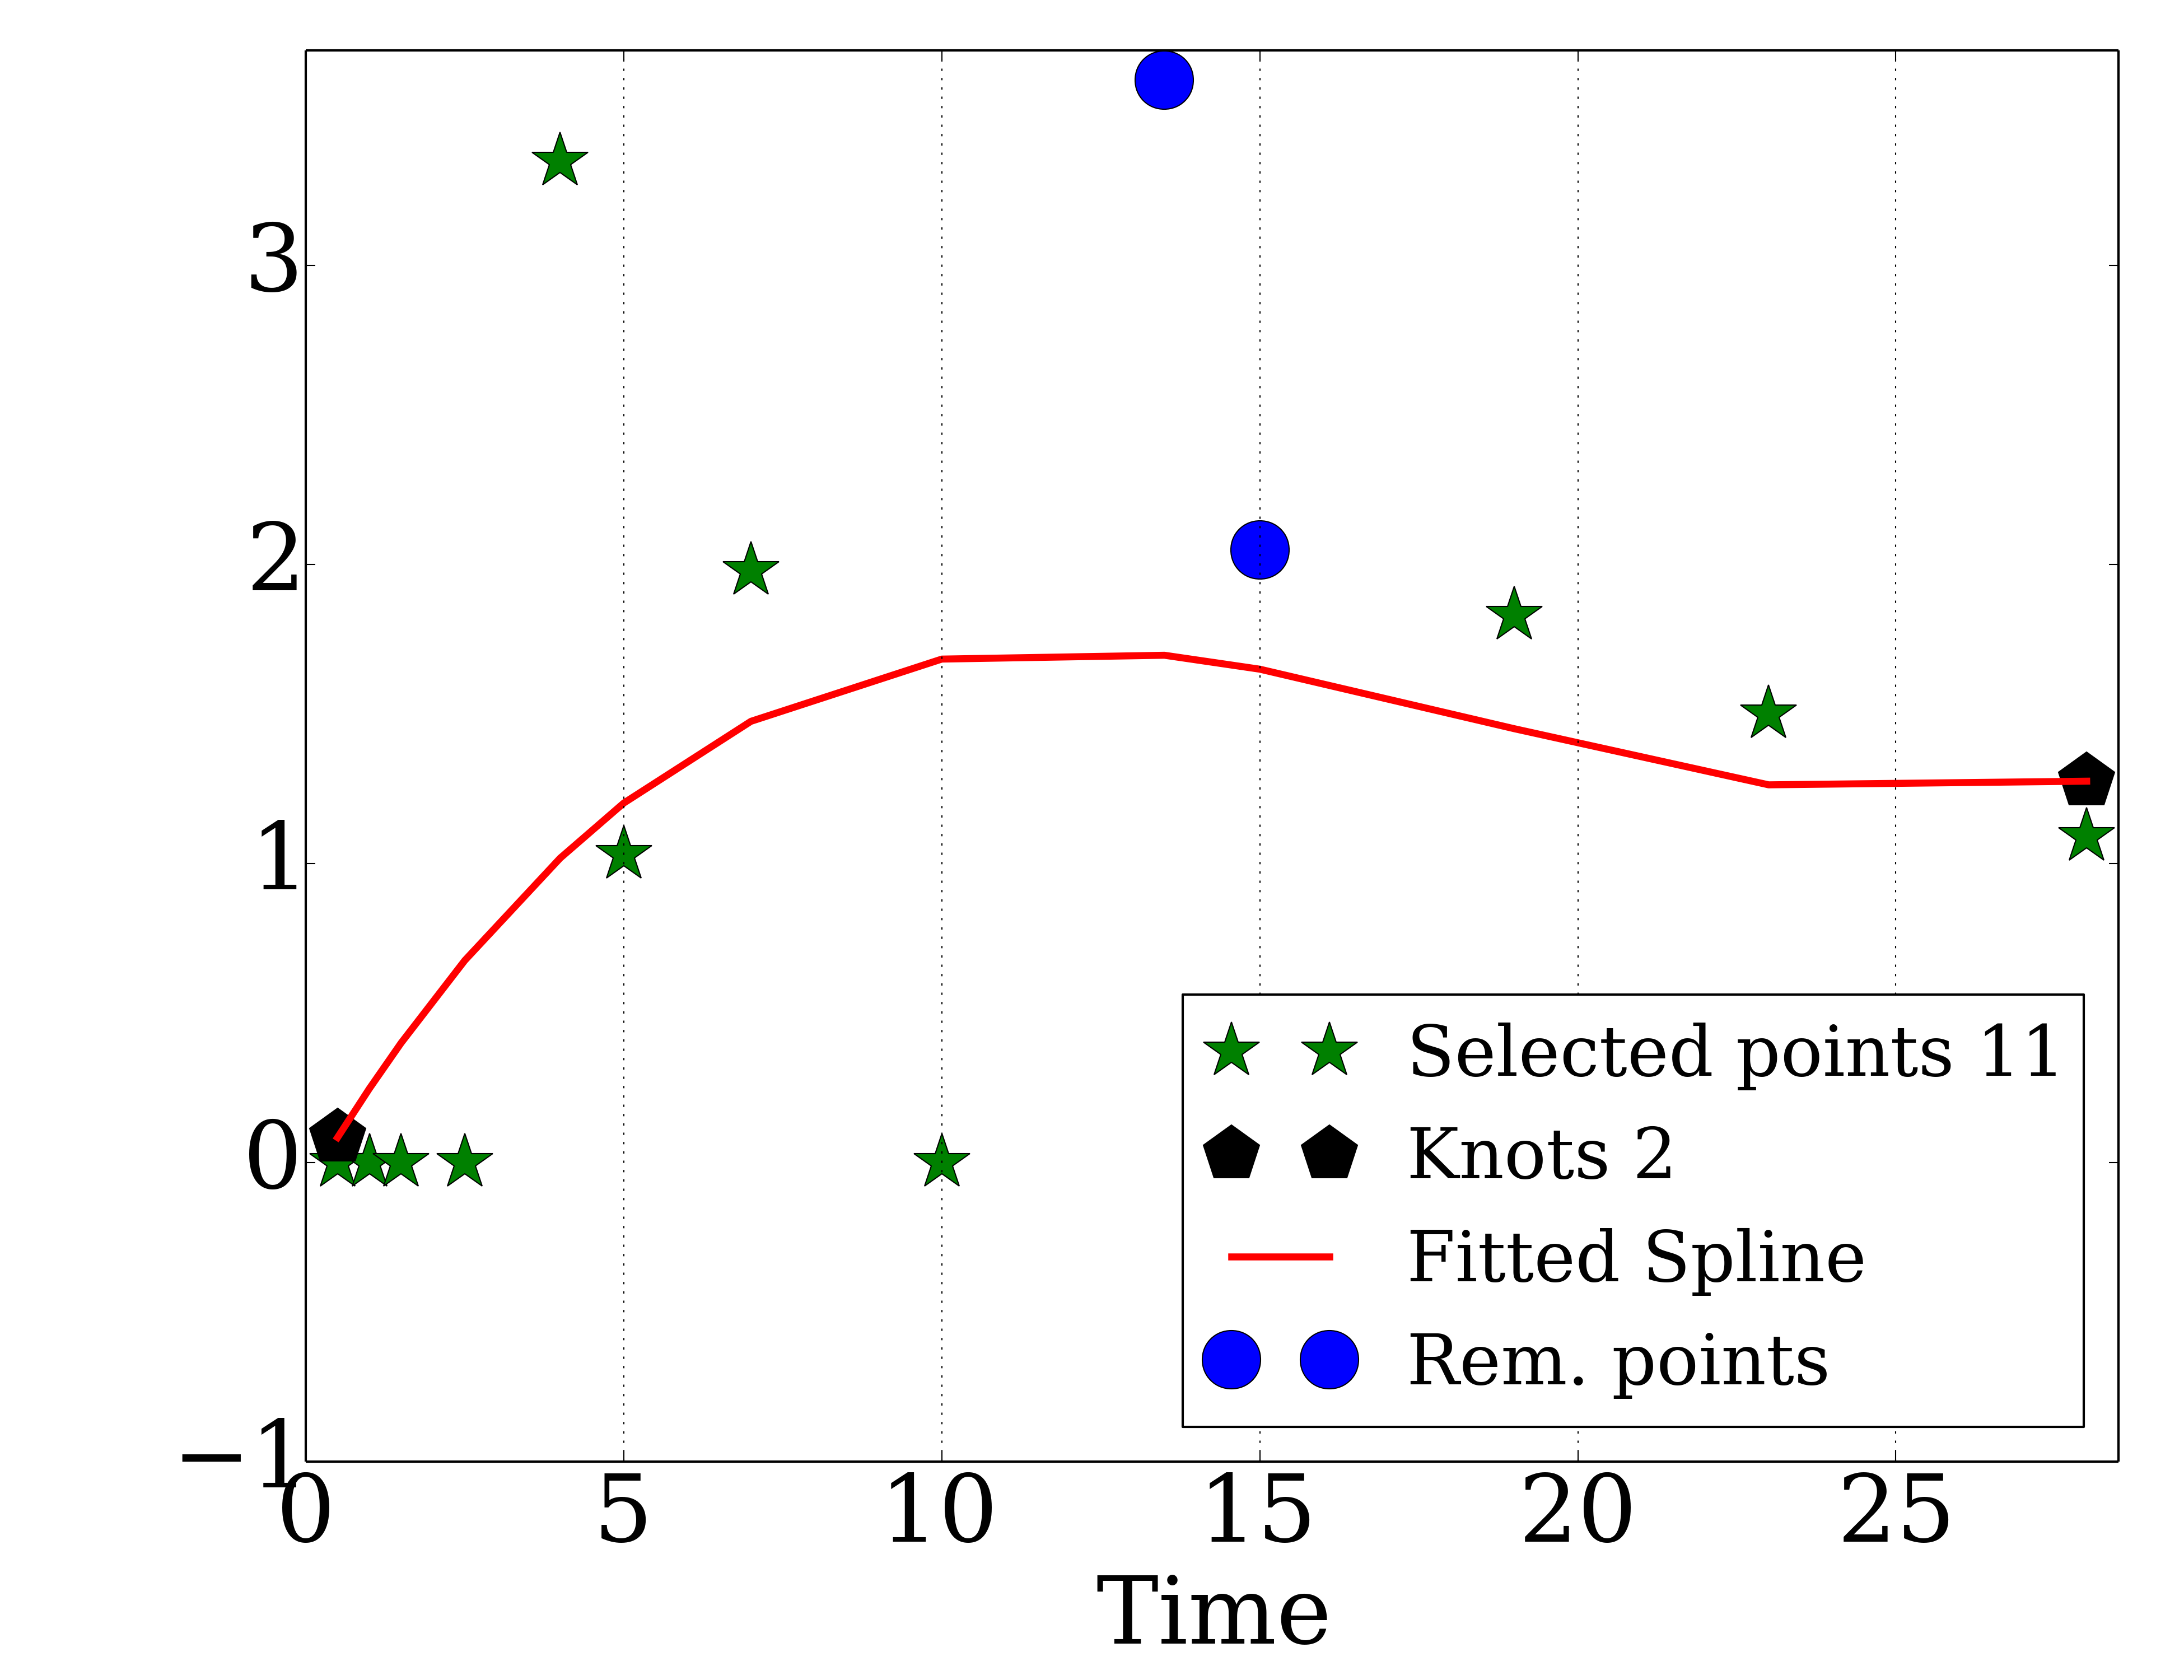 3
2
1
0
−1
0 5 10 15 20 25
Time
Selected points 11
Knots 2
Fitted Spline
Rem. points